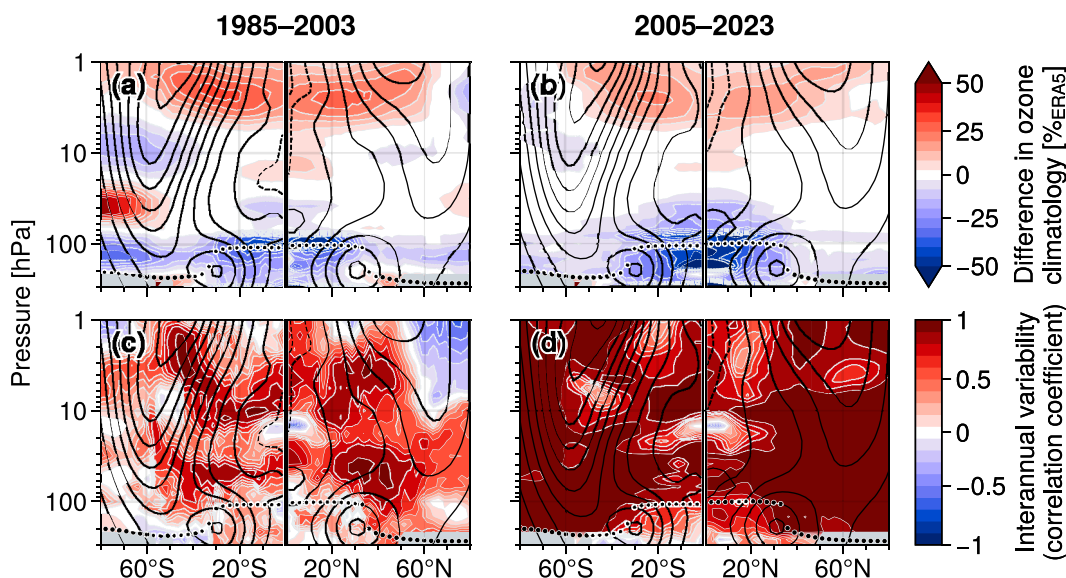 1985–2003 2005–2023
1 (a) (b) 50
25
10 0
−25
100 −50
Difference in ozone
climatology [%ERA5]
Pressure [hPa]
1 (c) (d) 1
0.5
10 0
−0.5
100 −1
Interannual variability
(correlation coefficient)
60°S 20°S 20°N 60°N 60°S 20°S 20°N 60°N